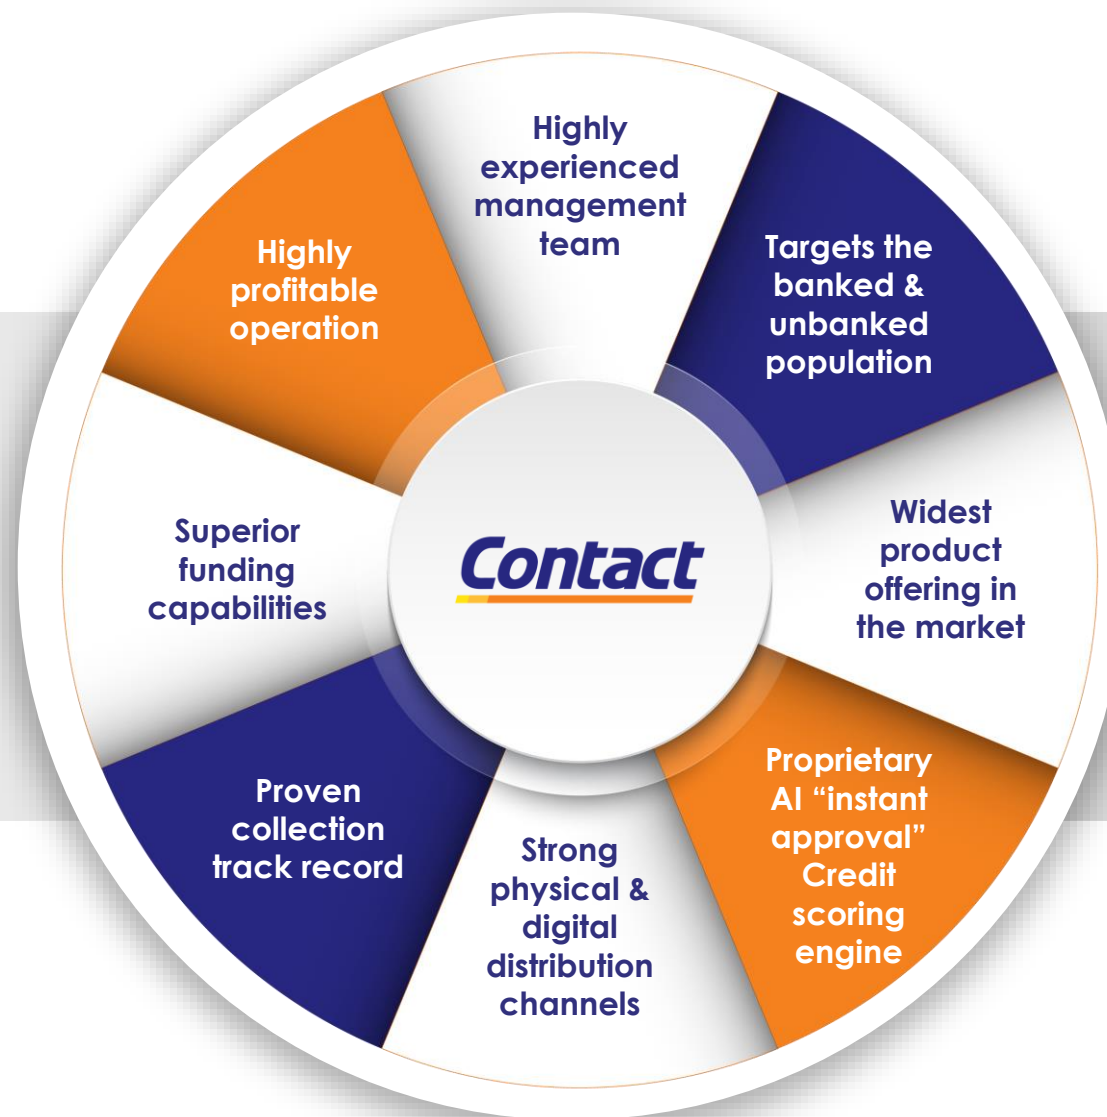 Highly
experienced
management
team
Targets the
banked &
unbanked
population
Widest
product
offering in
the market
Proprietary
AI “instant
approval”
Credit
scoring
engine
Strong
physical &
digital
distribution
channels
Proven
collection
track record
Superior
funding
capabilities
Highly
profitable
operation
Contact